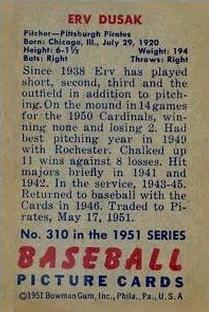 ERV DUSAK
Pitcher—Pittsburgh Pirates
Born: Chicago, Ill., July 29, 1920
Height: 6-1½ Weight: 194
Bats: Right Throws: Right
Since 1938 Erv has played
short, second, third and the
outfield in addition to pitch-
ing. On the mound in 14 games
for the 1950 Cardinals, win-
ning none and losing 2. Had
best pitching year in 1949
with Rochester. Chalked up
11 wins against 8 losses. Hit
majors briefly in 1941 and
1942. In the service, 1943-45.
Returned to baseball with the
Cards in 1946. Traded to Pi-
rates, May 17, 1951.
No. 310 in the 1951 SERIES
BASEBALL
PICTURE CARDS
©1951 Bowman Gum, Inc., Phila., Pa., U.S.A